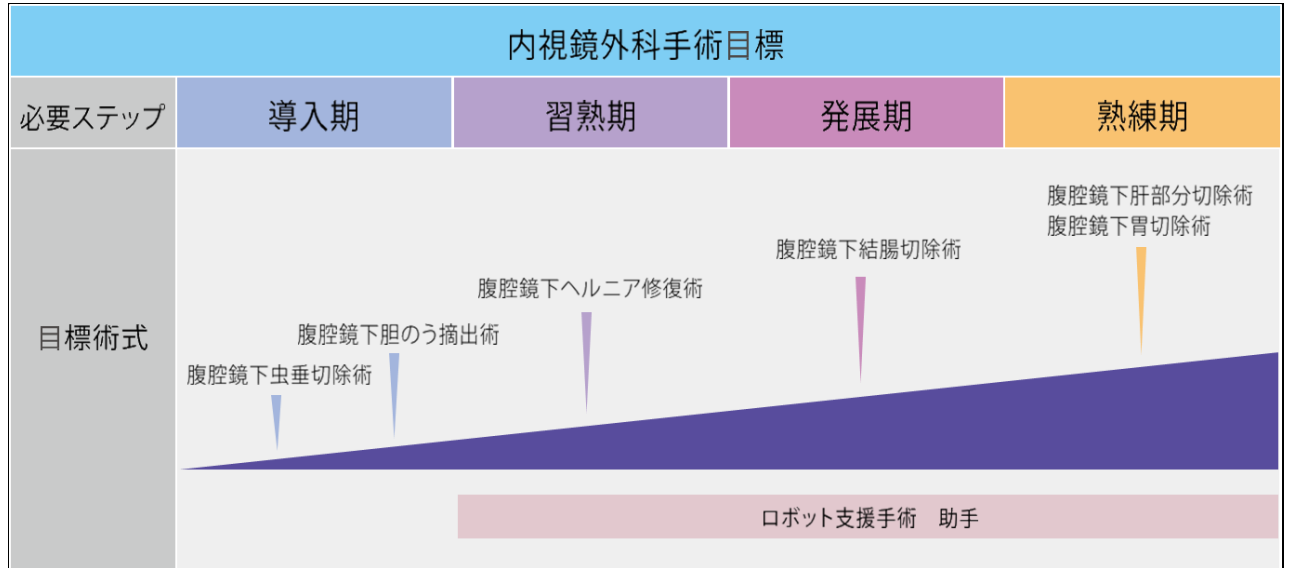 内視鏡外科手術目標
必要ステップ
導入期
習熟期
発展期
熟練期
目標術式
腹腔鏡下虫垂切除術
腹腔鏡下胆のう摘出術
腹腔鏡下ヘルニア修復術
腹腔鏡下結腸切除術
腹腔鏡下肝部分切除術
腹腔鏡下胃切除術
ロボット支援手術　助手